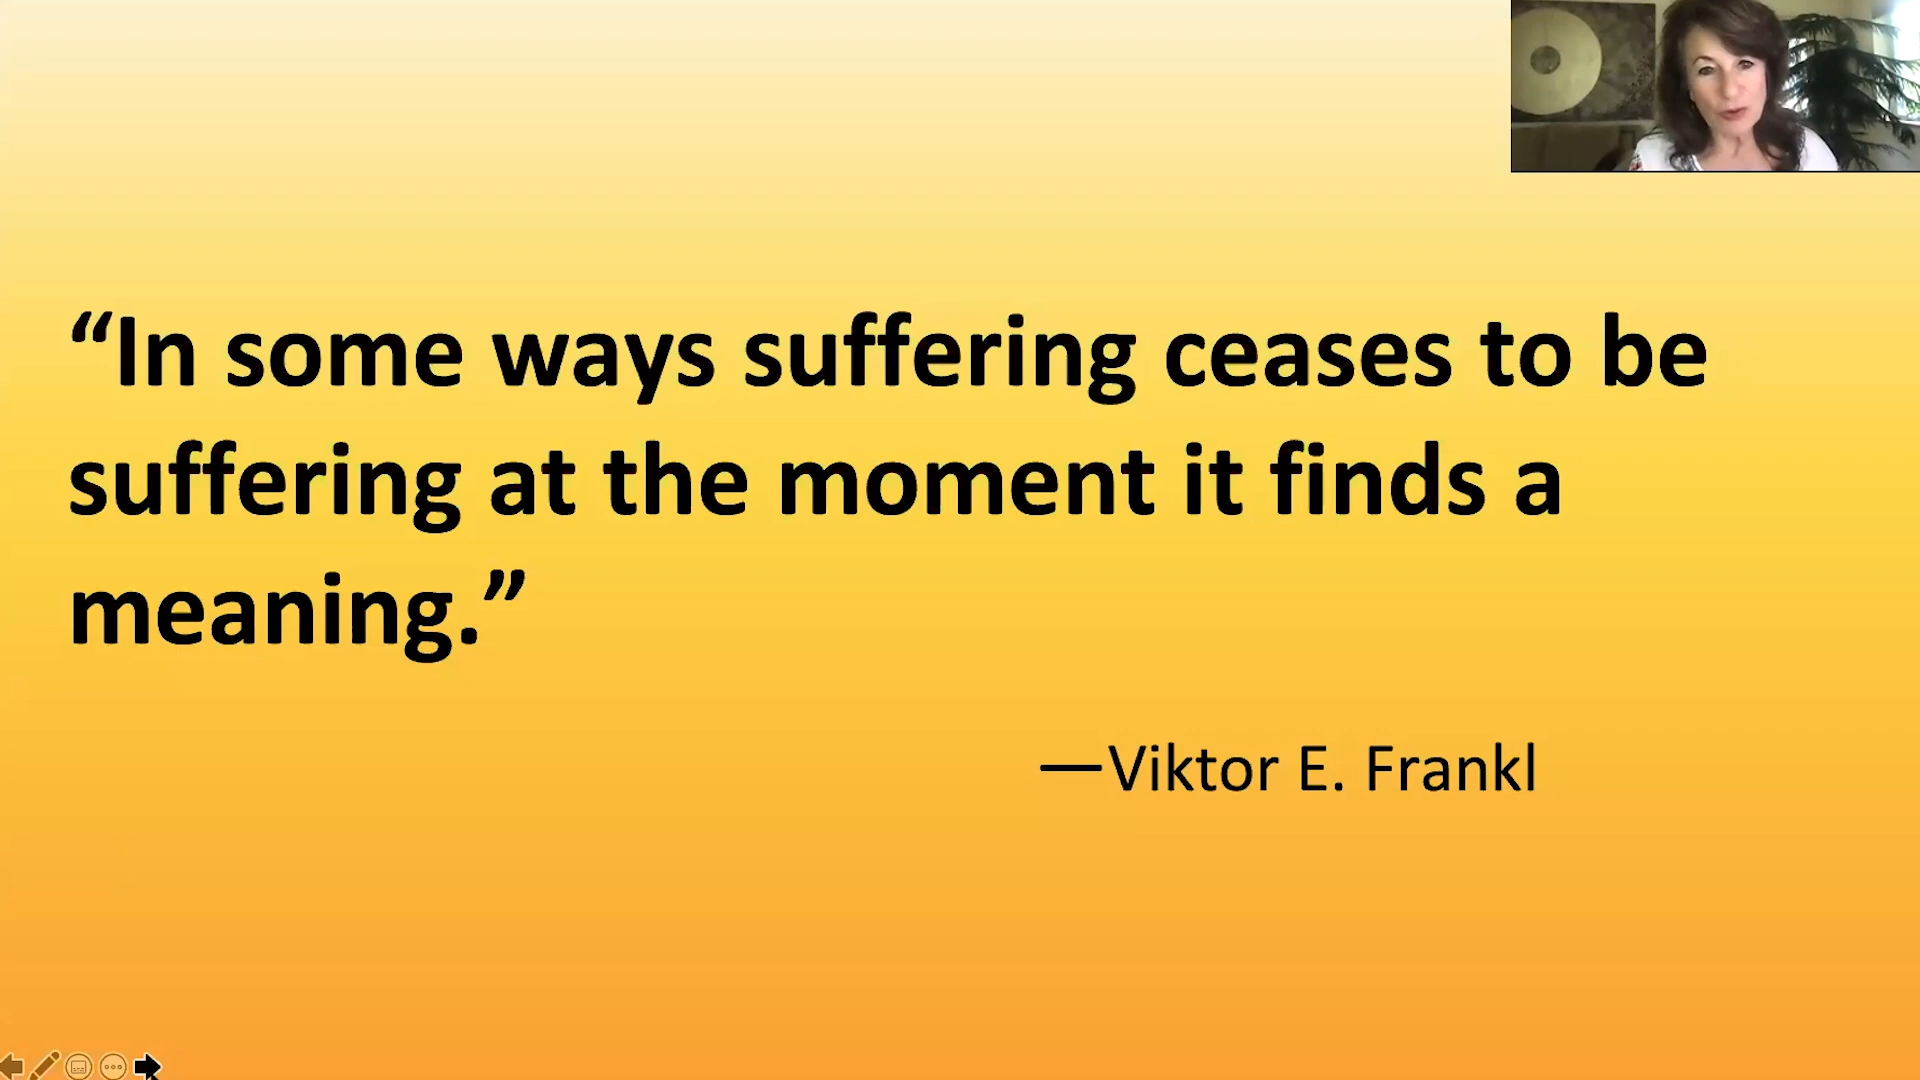 “In some ways suffering ceases to be
suffering at the moment it finds a
meaning.”
—Viktor E. Frankl